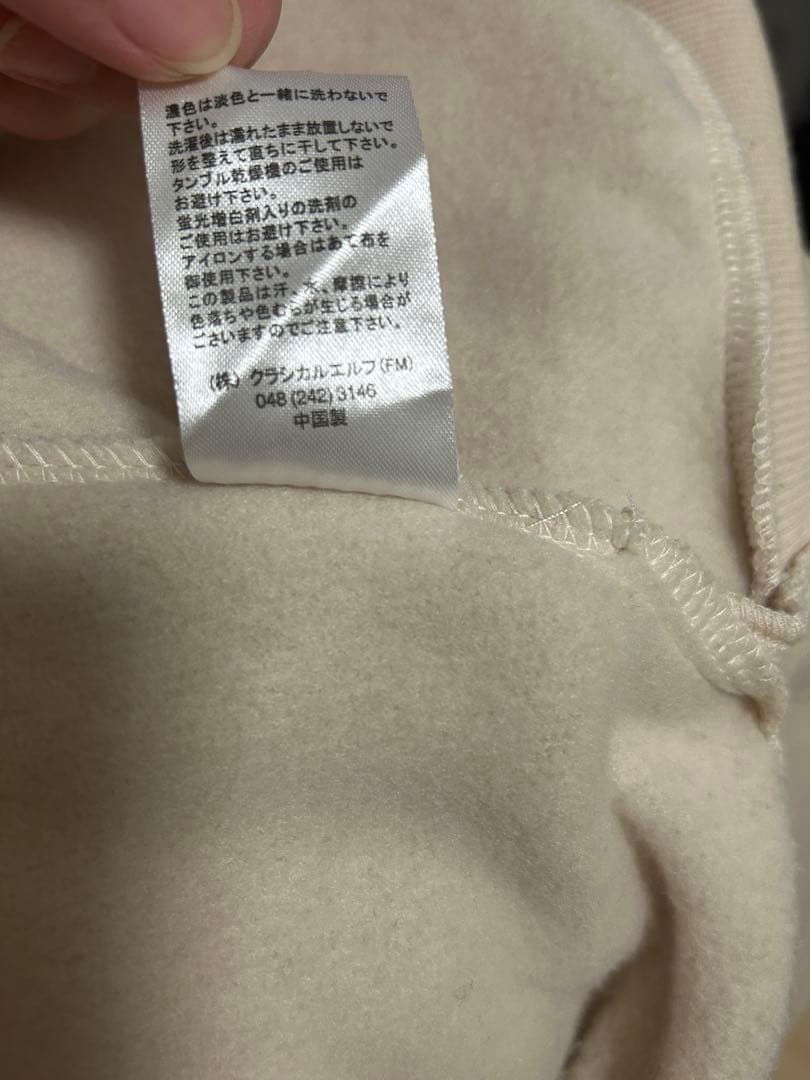 濃色は淡色と一緒に洗わないで
下さい。
洗濯後は濡れたまま放置しないで
形を整えて直ちに干して下さい。
タンブル乾燥機のご使用は
お避け下さい。
蛍光増白剤入りの洗剤の
ご使用はお避け下さい。
アイロンする場合はあて布を
御使用下さい。
この製品は汗、水、摩擦により
色落ちや色むらが生じる場合が
ございますのでご注意下さい。
(株) クラシカルエルフ(FM)
048(242)3146
中国製